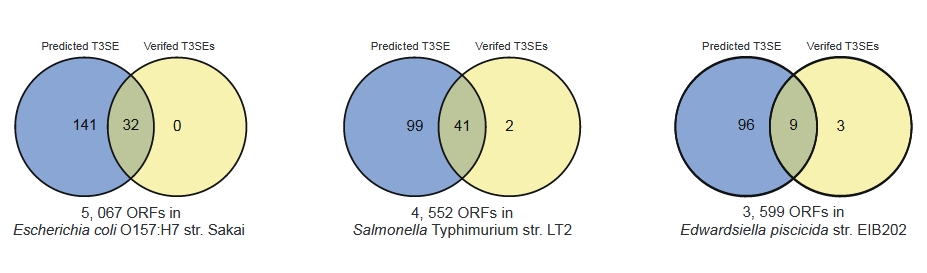 Predicted T3SE Verifed T3SEs
141 32 0
5, 067 ORFs in
Escherichia coli O157:H7 str. Sakai
Predicted T3SE Verifed T3SEs
99 41 2
4, 552 ORFs in
Salmonella Typhimurium str. LT2
Predicted T3SE Verifed T3SEs
96 9 3
3, 599 ORFs in
Edwardsiella piscicida str. EIB202